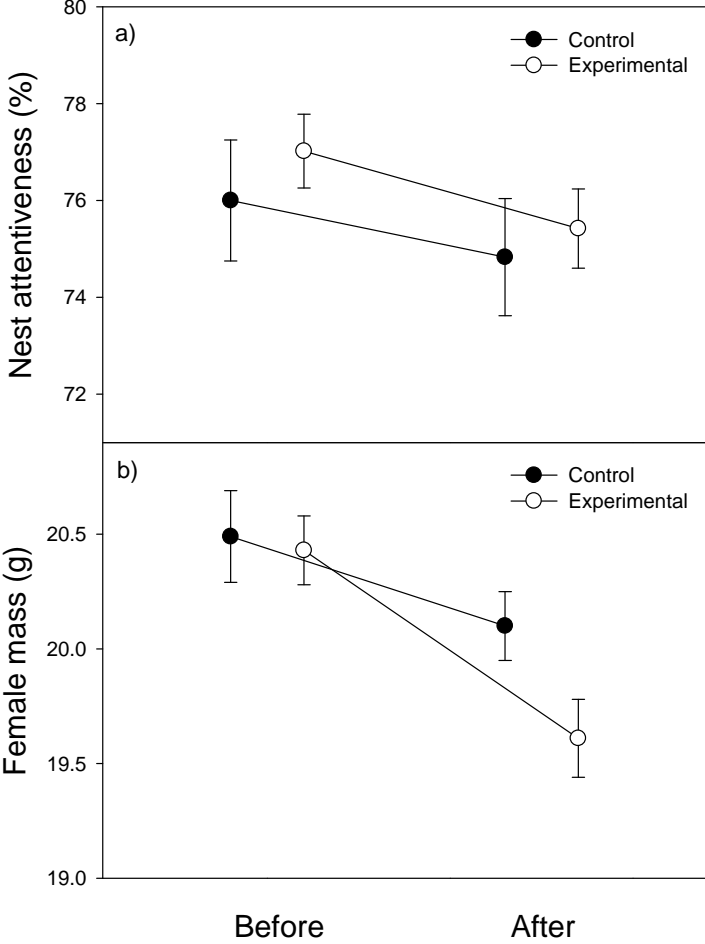 80
a)
Control
Experimental
78
76
74
72
Nest attentiveness (%)
b)
Control
Experimental
20.5
20.0
19.5
19.0
Female mass (g)
Before After